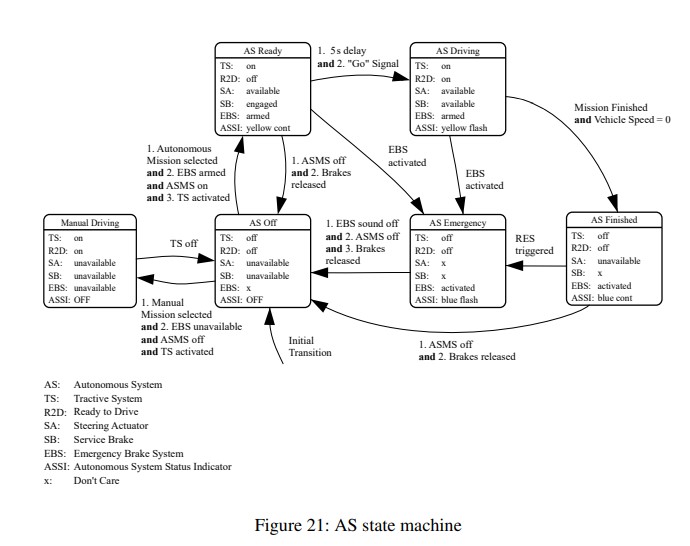 AS Ready
TS: on
R2D: off
SA: available
SB: engaged
EBS: armed
ASSI: yellow cont
1. 5s delay
and 2. "Go" Signal
AS Driving
TS: on
R2D: on
SA: available
SB: available
EBS: armed
ASSI: yellow flash
Mission Finished
and Vehicle Speed = 0
1. Autonomous
Mission selected
and 2. EBS armed
and ASMS on
and 3. TS activated
1. ASMS off
and 2. Brakes
released
EBS
activated
EBS
activated
Manual Driving
TS: on
R2D: on
SA: unavailable
SB: unavailable
EBS: unavailable
ASSI: OFF
TS off
AS Off
TS: off
R2D: off
SA: unavailable
SB: unavailable
EBS: x
ASSI: OFF
1. EBS sound off
and 2. ASMS off
and 3. Brakes
released
AS Emergency
TS: off
R2D: off
SA: x
SB: x
EBS: activated
ASSI: blue flash
RES
triggered
AS Finished
TS: off
R2D: off
SA: unavailable
SB: x
EBS: activated
ASSI: blue cont
1. Manual
Mission selected
and 2. EBS unavailable
and ASMS off
and TS activated
Initial
Transition
1. ASMS off
and 2. Brakes released
AS: Autonomous System
TS: Tractive System
R2D: Ready to Drive
SA: Steering Actuator
SB: Service Brake
EBS: Emergency Brake System
ASSI: Autonomous System Status Indicator
x: Don't Care
Figure 21: AS state machine